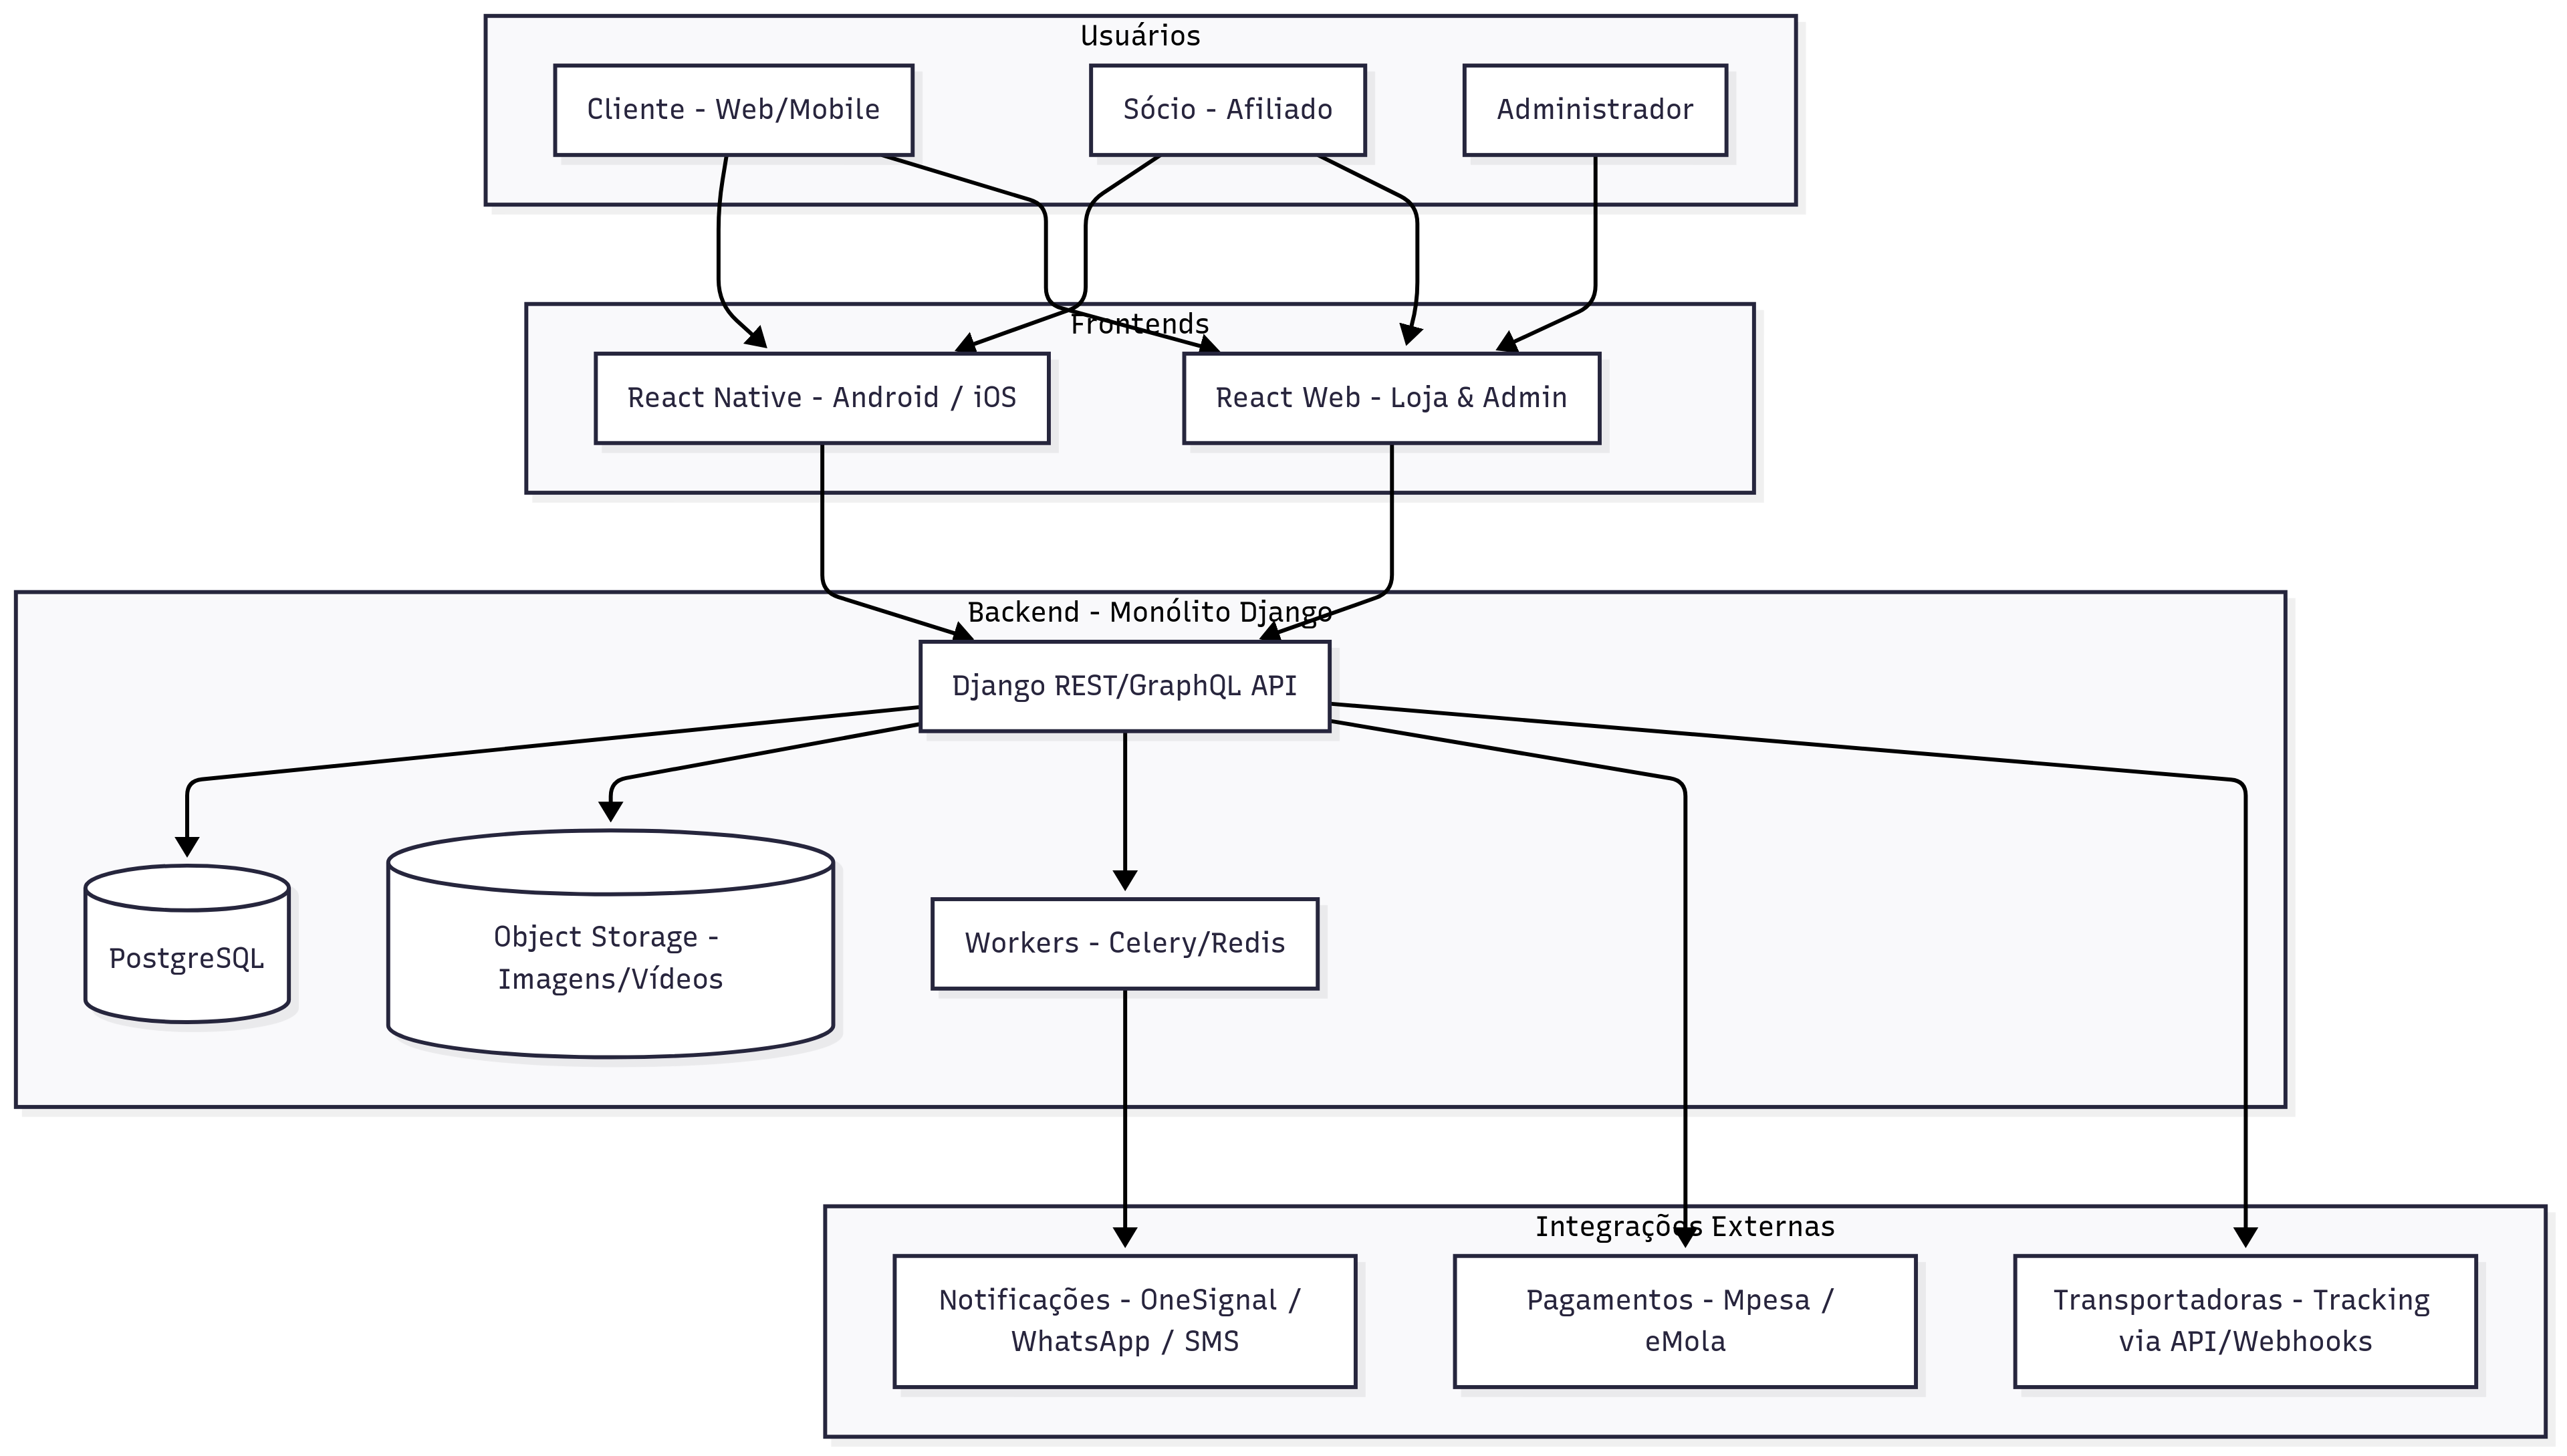 Usuários
Cliente - Web/Mobile
Sócio - Afiliado
Administrador
Frontends
React Native - Android / iOS
React Web - Loja & Admin
Backend - Monólito Django
Django REST/GraphQL API
PostgreSQL
Object Storage -
Imagens/Vídeos
Workers - Celery/Redis
Integrações Externas
Notificações - OneSignal /
WhatsApp / SMS
Pagamentos - Mpesa /
eMola
Transportadoras - Tracking
via API/Webhooks